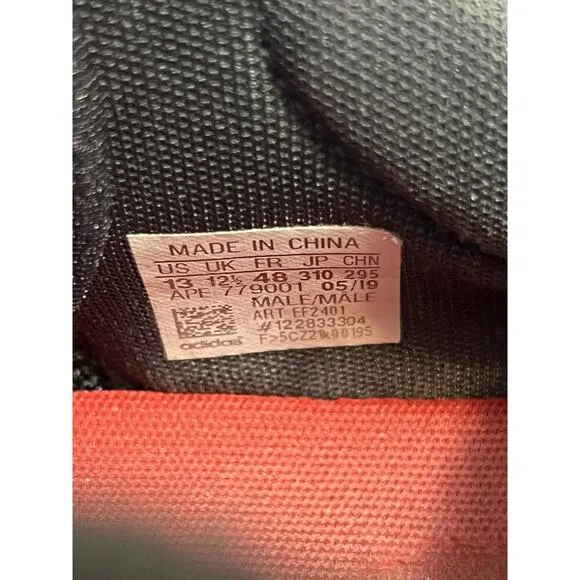 MADE IN CHINA
US UK FR JP CHN
13 12½ 48 310 295
APE 779001 05/19
MALE/MALE
ART EF2401
#122833304
F>5CZ21k00195
adidas